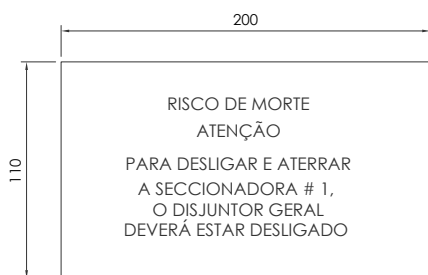 200
110
RISCO DE MORTE
ATENÇÃO
PARA DESLIGAR E ATERRAR
A SECCIONADORA # 1,
O DISJUNTOR GERAL
DEVERÁ ESTAR DESLIGADO